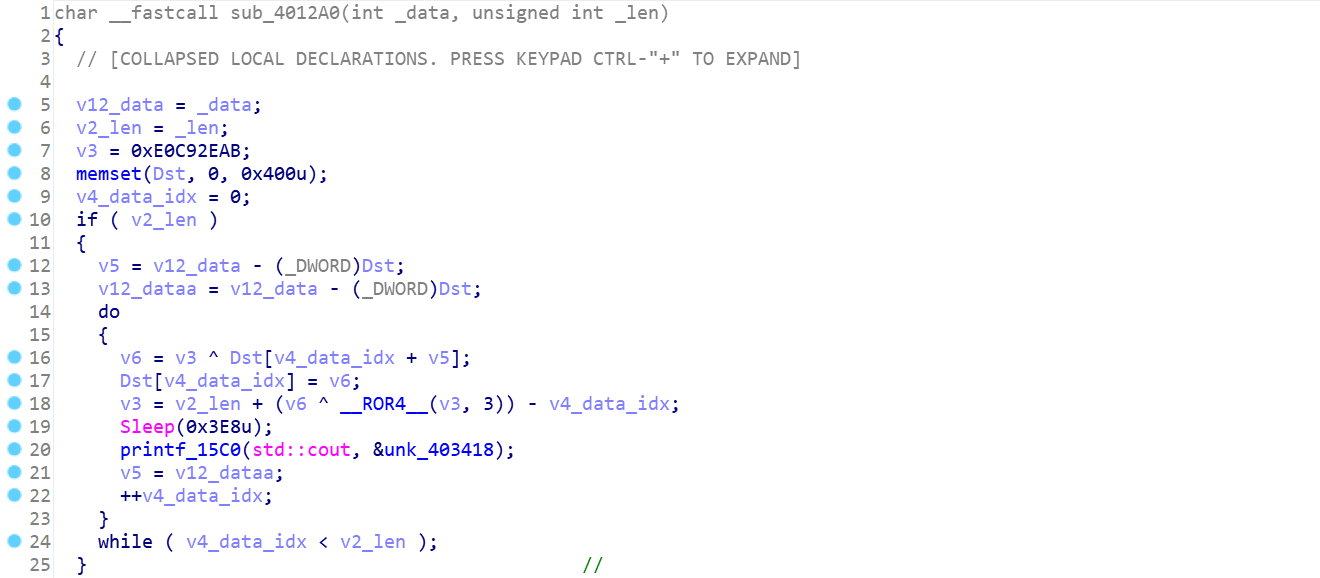 1 char __fastcall sub_4012A0(int _data, unsigned int _len)
2 {
3 // [COLLAPSED LOCAL DECLARATIONS. PRESS KEYPAD CTRL-"+" TO EXPAND]
4
5 v12_data = _data;
6 v2_len = _len;
7 v3 = 0xE0C92EAB;
8 memset(Dst, 0, 0x400u);
9 v4_data_idx = 0;
10 if ( v2_len )
11 {
12 v5 = v12_data - (_DWORD)Dst;
13 v12_dataa = v12_data - (_DWORD)Dst;
14 do
15 {
16 v6 = v3 ^ Dst[v4_data_idx + v5];
17 Dst[v4_data_idx] = v6;
18 v3 = v2_len + (v6 ^ __ROR4__(v3, 3)) - v4_data_idx;
19 Sleep(0x3E8u);
20 printf_15C0(std::cout, &unk_403418);
21 v5 = v12_dataa;
22 ++v4_data_idx;
23 }
24 while ( v4_data_idx < v2_len );
25 } //